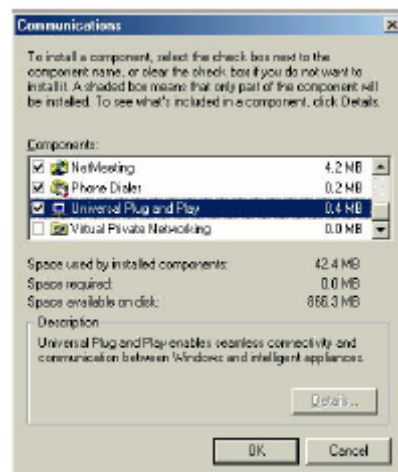 Communications
To install a component, select the check box next to the
component name, or clear the check box if you do not want to
install it. A shaded box means that only part of the component will
be installed. To see what's included in a component, click Details.
Components:
NetMeeting 4.2 MB
Phone Dialer 0.2 MB
Universal Plug and Play 0.4 MB
Virtual Private Networking 0.0 MB
Space used by installed components: 42.4 MB
Space required: 0.0 MB
Space available on disk: 866.3 MB
Description
Universal Plug and Play enables seamless connectivity and
communication between Windows and intelligent appliances.
Details...
OK Cancel